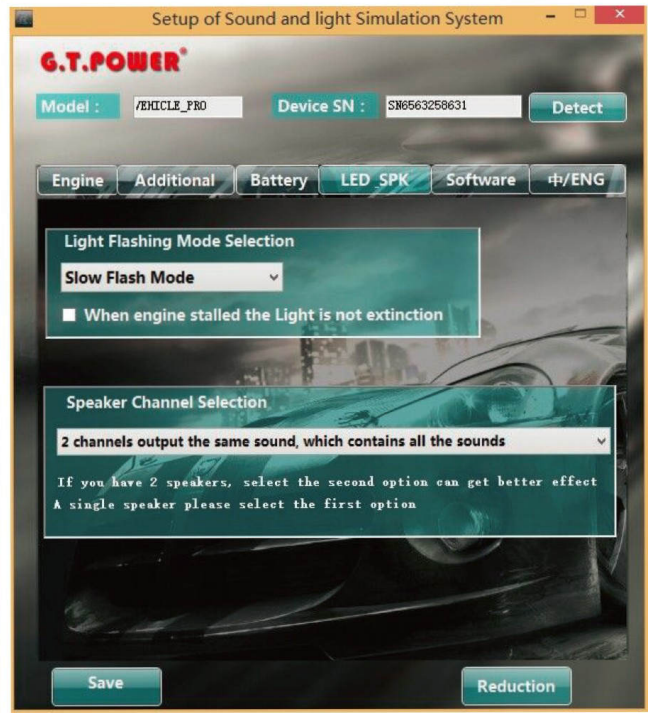 Setup of Sound and light Simulation System
G.T.POWER®
Model : VEHICLE_PRO Device SN : SN6563258631 Detect
Engine Additional Battery LED_SPK Software 中/ENG
Light Flashing Mode Selection
Slow Flash Mode
When engine stalled the Light is not extinction
Speaker Channel Selection
2 channels output the same sound, which contains all the sounds
If you have 2 speakers, select the second option can get better effect
A single speaker please select the first option
Save Reduction